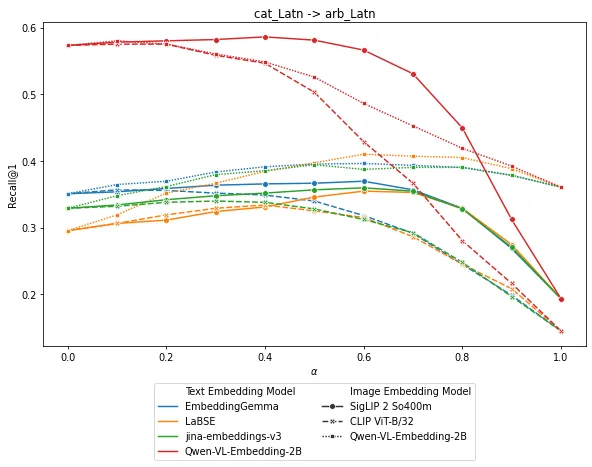 cat_Latn -> arb_Latn
0.6
0.5
0.4
0.3
0.2
Recall@1
0.0 0.2 0.4 0.6 0.8 1.0
α
Text Embedding Model Image Embedding Model
EmbeddingGemma SigLIP 2 So400m
LaBSE CLIP ViT-B/32
jina-embeddings-v3 Qwen-VL-Embedding-2B
Qwen-VL-Embedding-2B